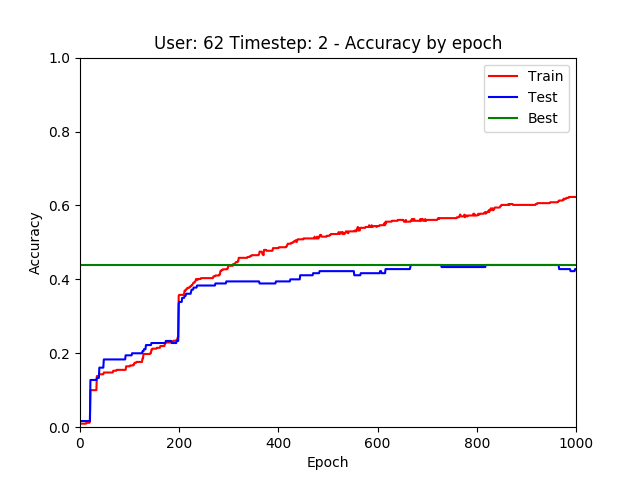 User: 62 Timestep: 2 - Accuracy by epoch
1.0
0.8
0.6
0.4
0.2
0.0
Accuracy
Train
Test
Best
0 200 400 600 800 1000
Epoch